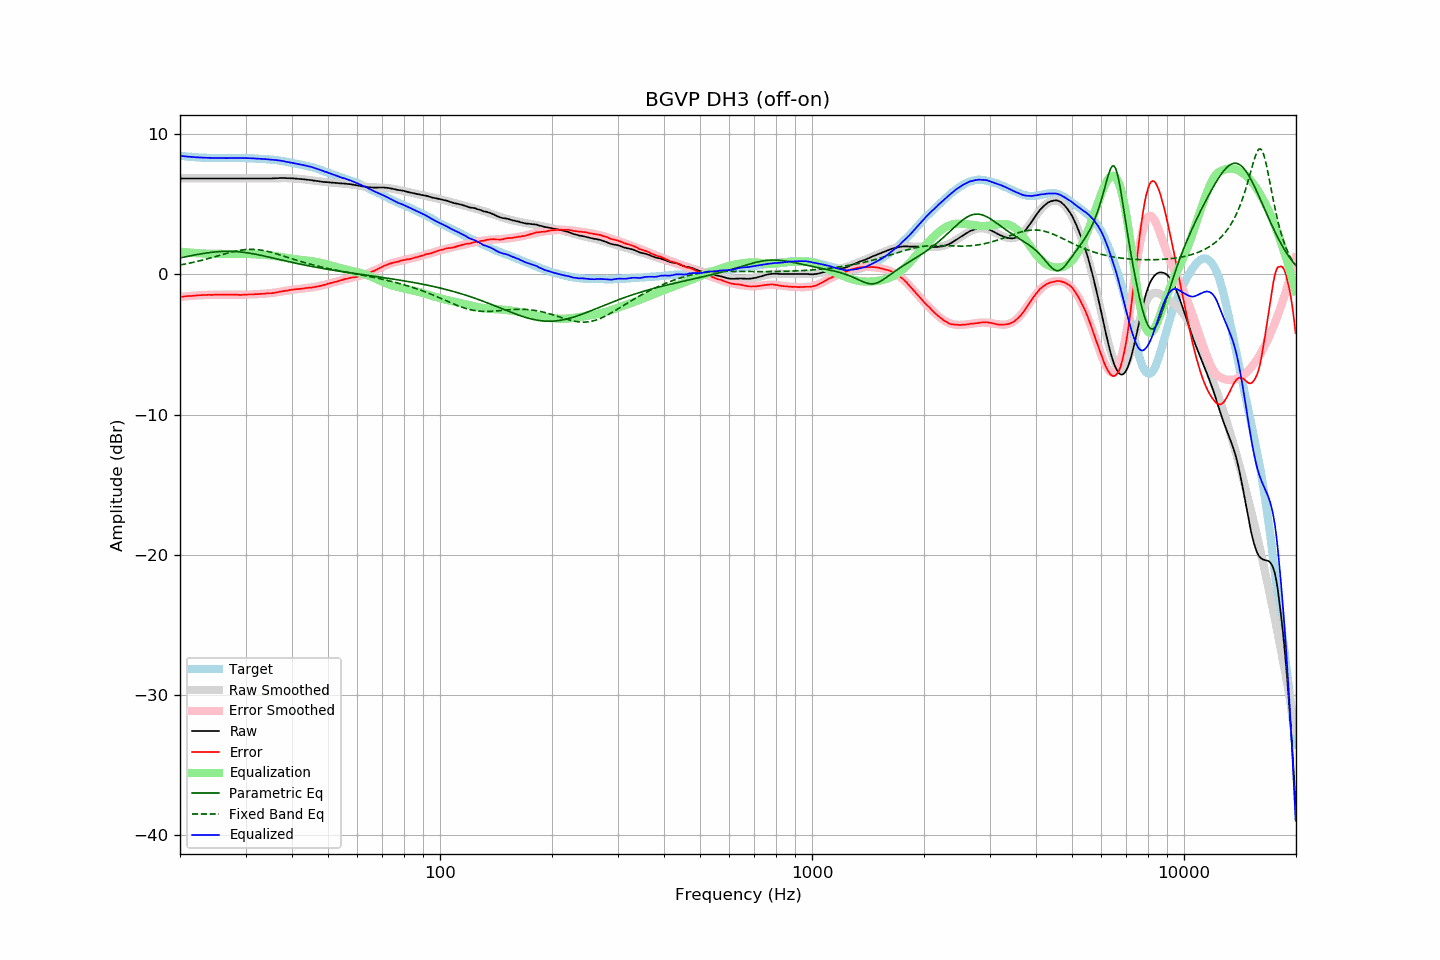 BGVP DH3 (off-on)
10
0
−10
−20
−30
−40
Amplitude (dBr)
Target
Raw Smoothed
Error Smoothed
Raw
Error
Equalization
Parametric Eq
Fixed Band Eq
Equalized
100
1000
10000
Frequency (Hz)